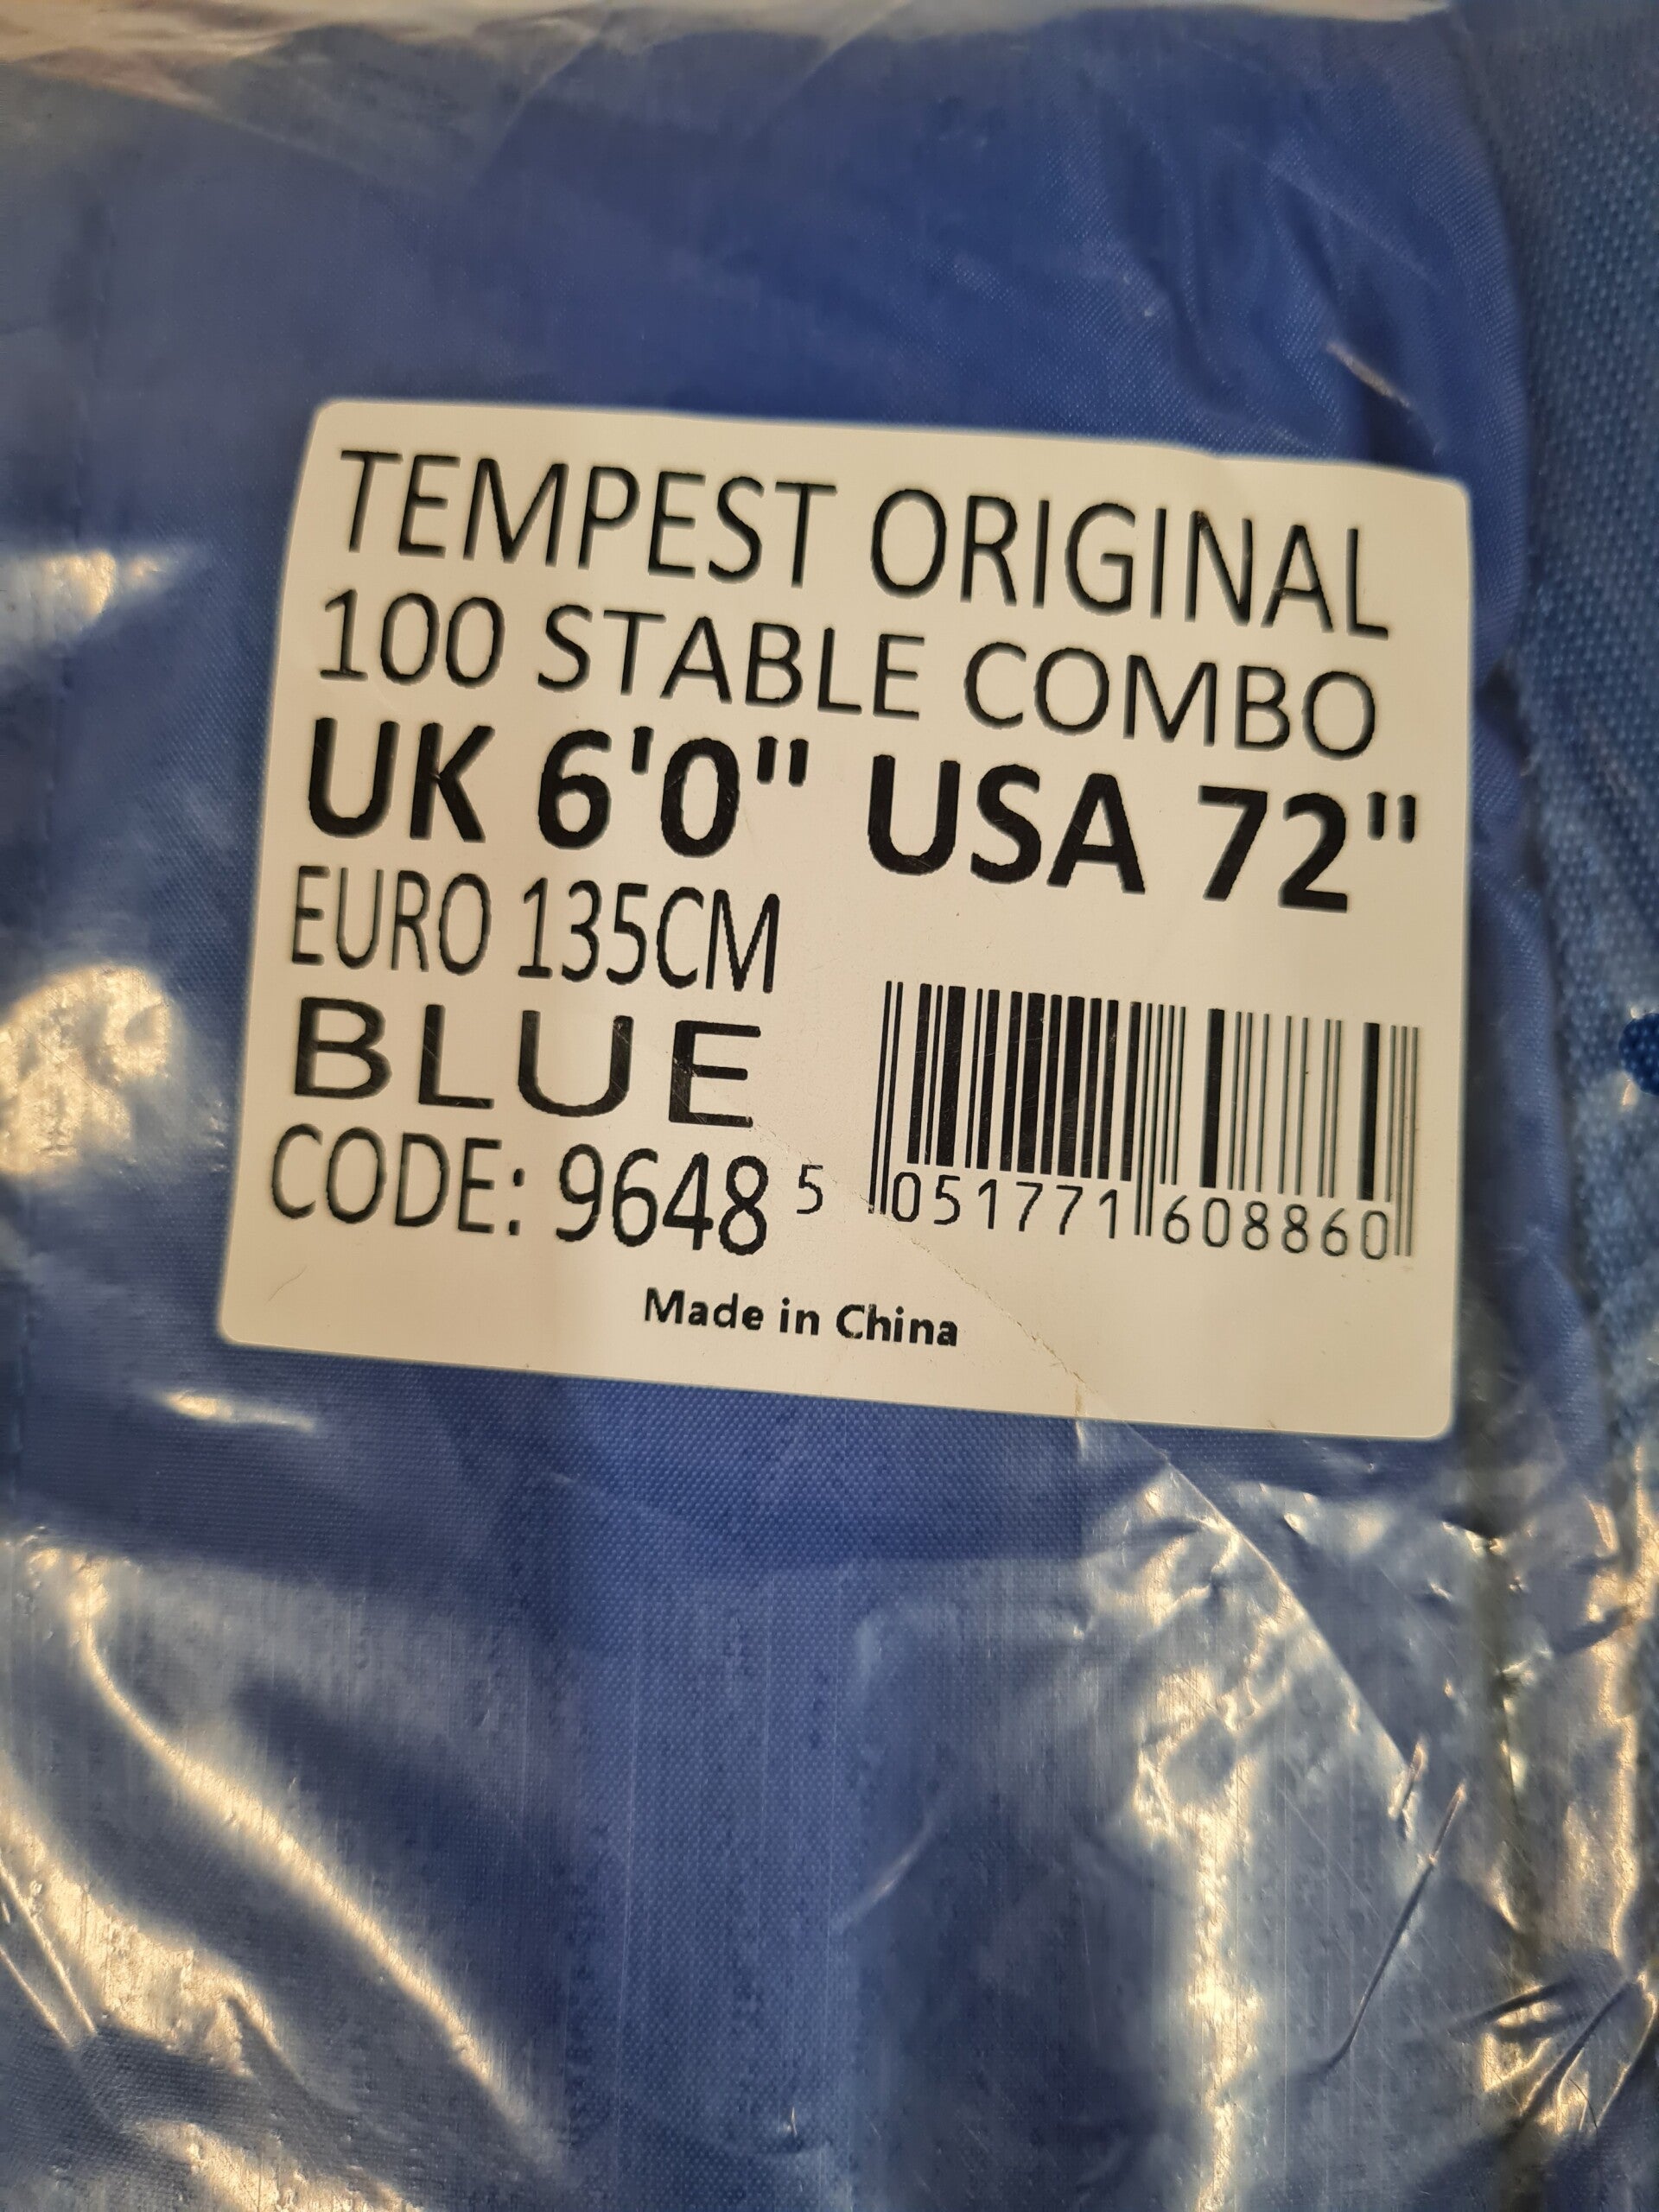 TEMPEST ORIGINAL
100 STABLE COMBO
UK 6'0" USA 72"
EURO 135CM
BLUE
CODE: 9648
5 051771 608860
Made in China